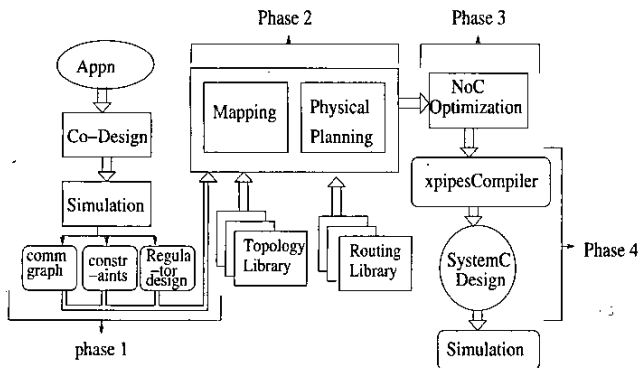 Phase 2
Phase 3
Appn
Co-Design
Simulation
comm
graph
constr
-aints
Regula
-tor
design
phase 1
Mapping
Physical
Planning
Topology
Library
Routing
Library
NoC
Optimization
xpipesCompiler
SystemC
Design
Simulation
Phase 4